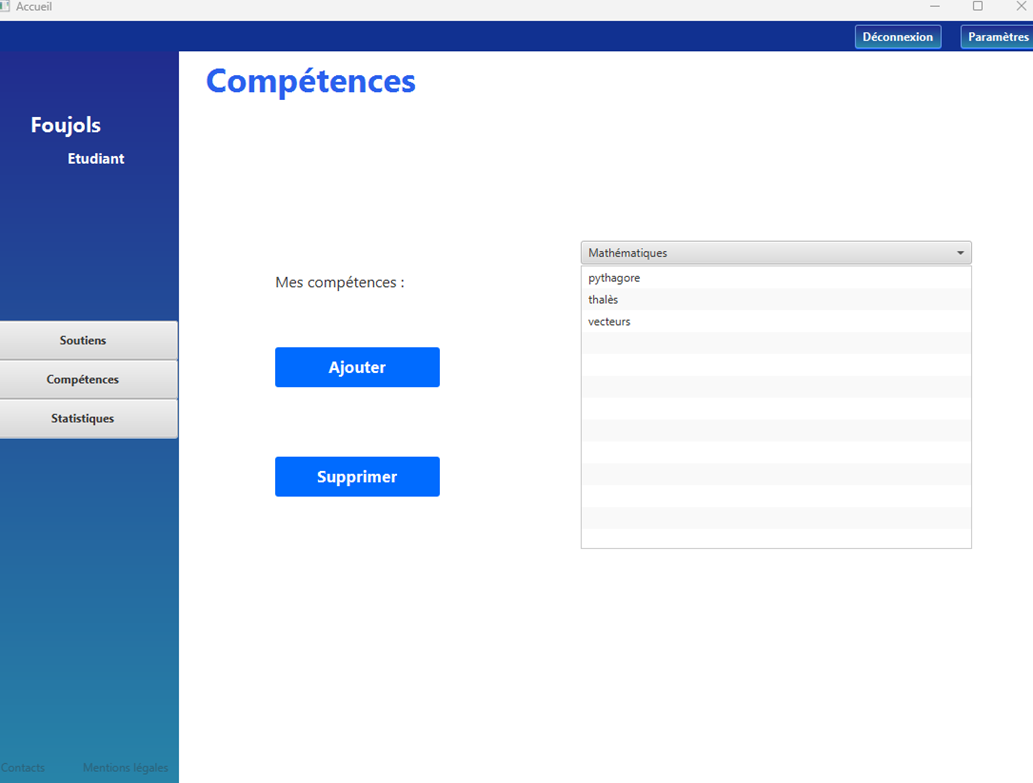 Accueil
Déconnexion
Paramètres
Compétences
Foujols
Etudiant
Mathématiques
Mes compétences :
pythagore
thalès
vecteurs
Soutiens
Ajouter
Compétences
Statistiques
Supprimer
Contacts
Mentions légales